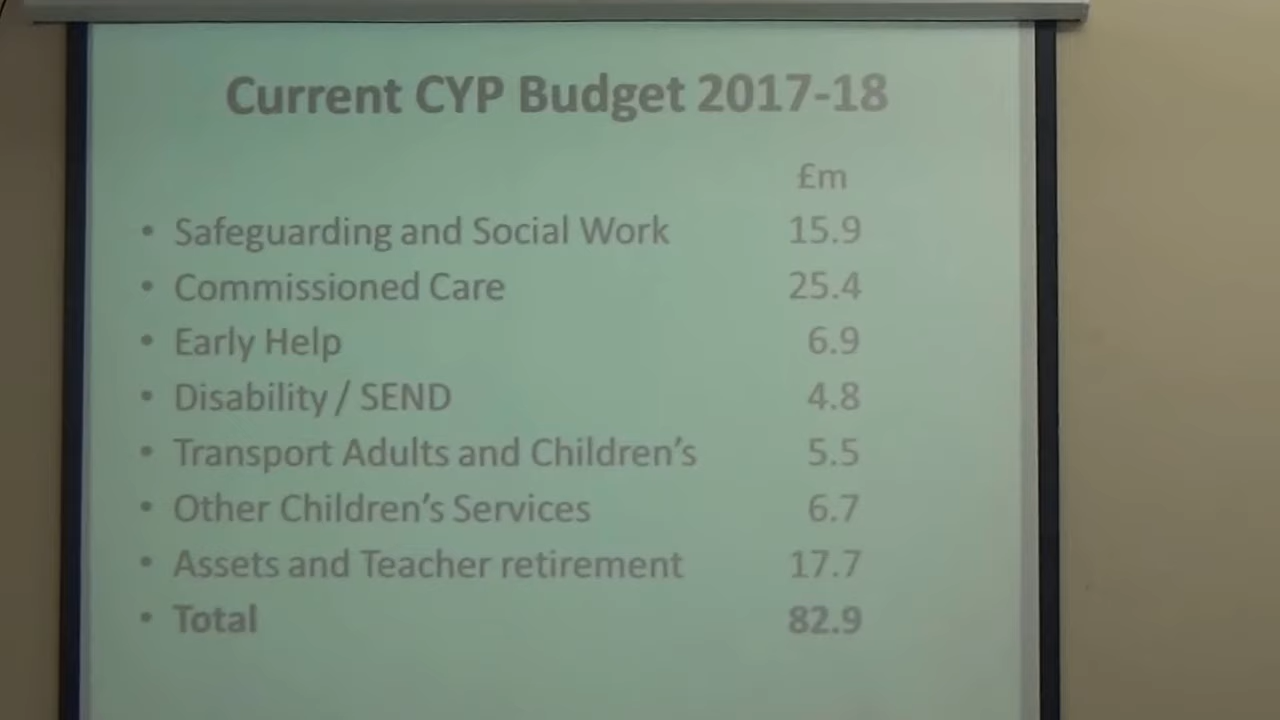 Current CYP Budget 2017-18
£m
• Safeguarding and Social Work 15.9
• Commissioned Care 25.4
• Early Help 6.9
• Disability / SEND 4.8
• Transport Adults and Children’s 5.5
• Other Children’s Services 6.7
• Assets and Teacher retirement 17.7
• Total 82.9